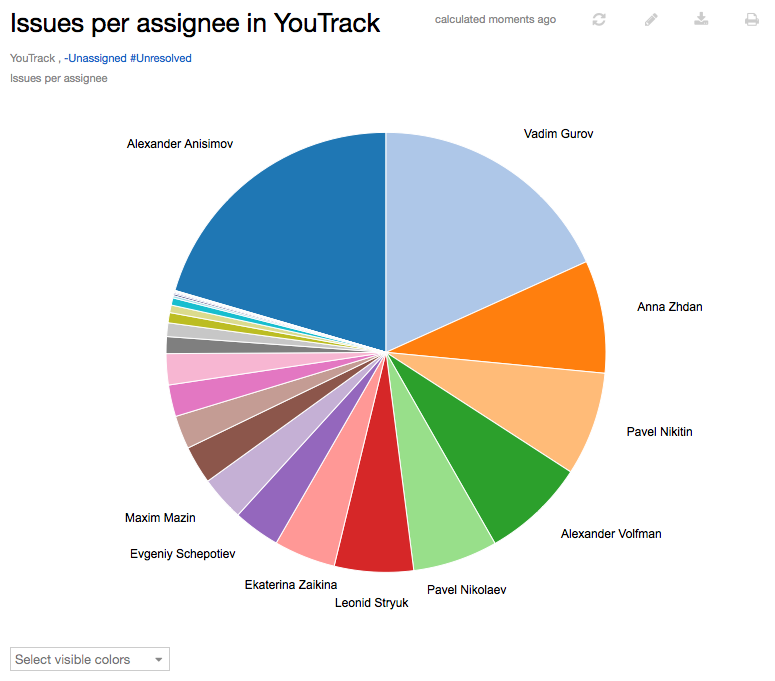 Issues per assignee in YouTrack
calculated moments ago
YouTrack , -Unassigned #Unresolved
Issues per assignee
Vadim Gurov
Alexander Anisimov
Anna Zhdan
Pavel Nikitin
Maxim Mazin
Alexander Volfman
Evgeniy Schepotiev
Ekaterina Zaikina
Pavel Nikolaev
Leonid Stryuk
Select visible colors